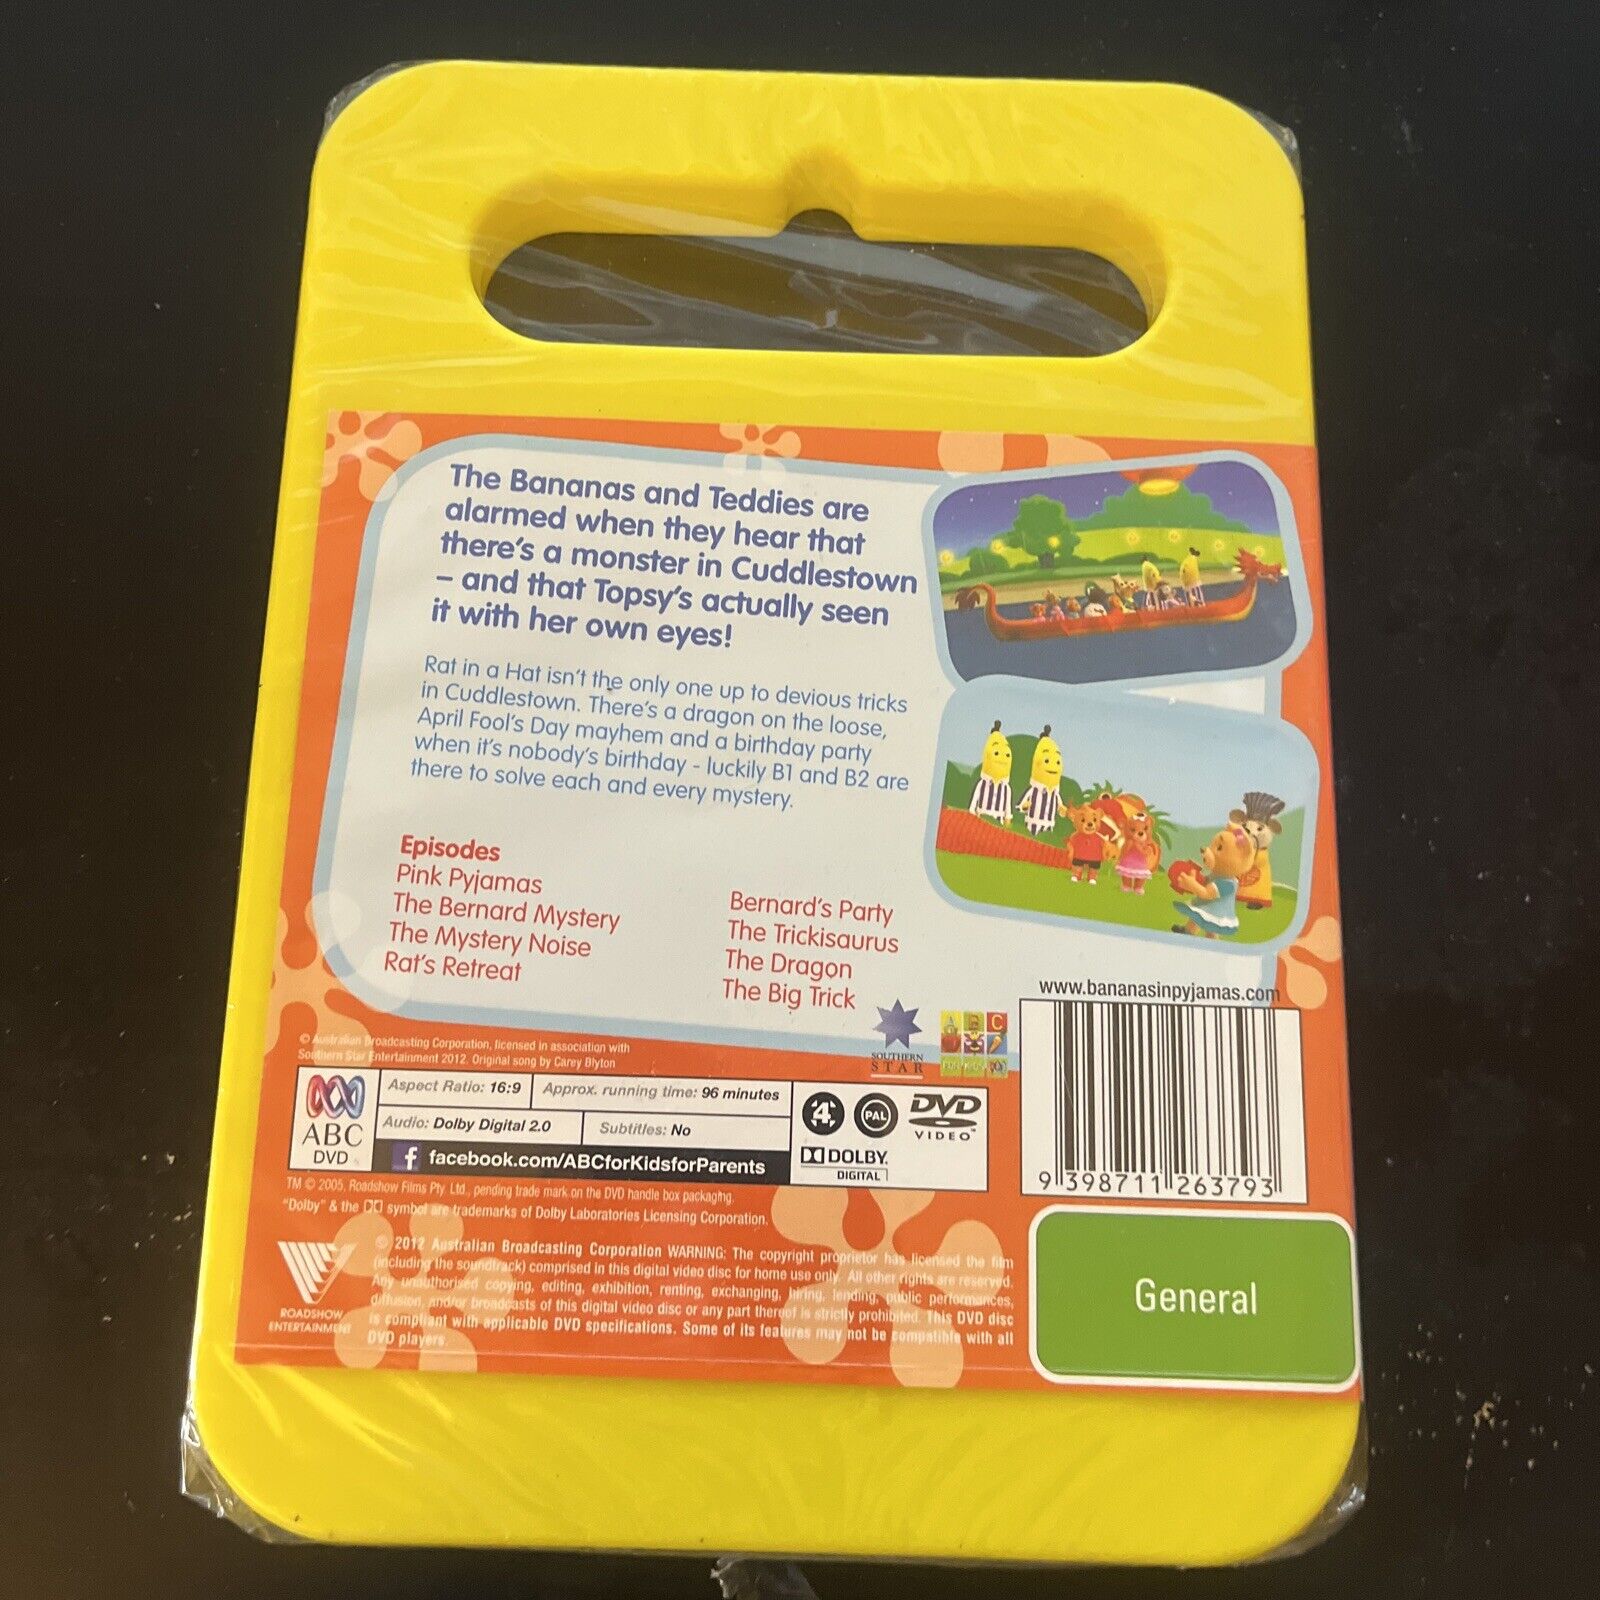 The Bananas and Teddies are
alarmed when they hear that
there's a monster in Cuddlestown
– and that Topsy's actually seen
it with her own eyes!
Rat in a Hat isn't the only one up to devious tricks
in Cuddlestown. There's a dragon on the loose,
April Fool's Day mayhem and a birthday party
when it's nobody's birthday - luckily B1 and B2 are
there to solve each and every mystery.
Episodes
Pink Pyjamas
The Bernard Mystery
The Mystery Noise
Rat's Retreat
Bernard's Party
The Trickisaurus
The Dragon
The Big Trick
www.bananasinpyjamas.com
© Australian Broadcasting Corporation, licensed in association with
Southern Star Entertainment 2012. Original song by Carey Blyton
SOUTHERN
STAR
A B C
FOR KIDS
ABC
DVD
Aspect Ratio: 16:9
Approx. running time: 96 minutes
Audio: Dolby Digital 2.0
Subtitles: No
facebook.com/ABCforKidsforParents
4
PAL
DVD
VIDEO™
DOLBY.
DIGITAL
9 398711 263793
TM © 2005, Roadshow Films Pty Ltd., pending trade mark on the DVD handle box packaging.
"Dolby" & the DD symbol are trademarks of Dolby Laboratories Licensing Corporation.
ROADSHOW
ENTERTAINMENT
© 2012 Australian Broadcasting Corporation WARNING: The copyright proprietor has licensed the film
(including the soundtrack) comprised in this digital video disc for home use only. All other rights are reserved.
Any unauthorised copying, editing, exhibition, renting, exchanging, hiring, lending, public performances,
diffusion, and/or broadcasts of this digital video disc or any part thereof is strictly prohibited. This DVD disc
is compliant with applicable DVD specifications. Some of its features may not be compatible with all
DVD players.
General